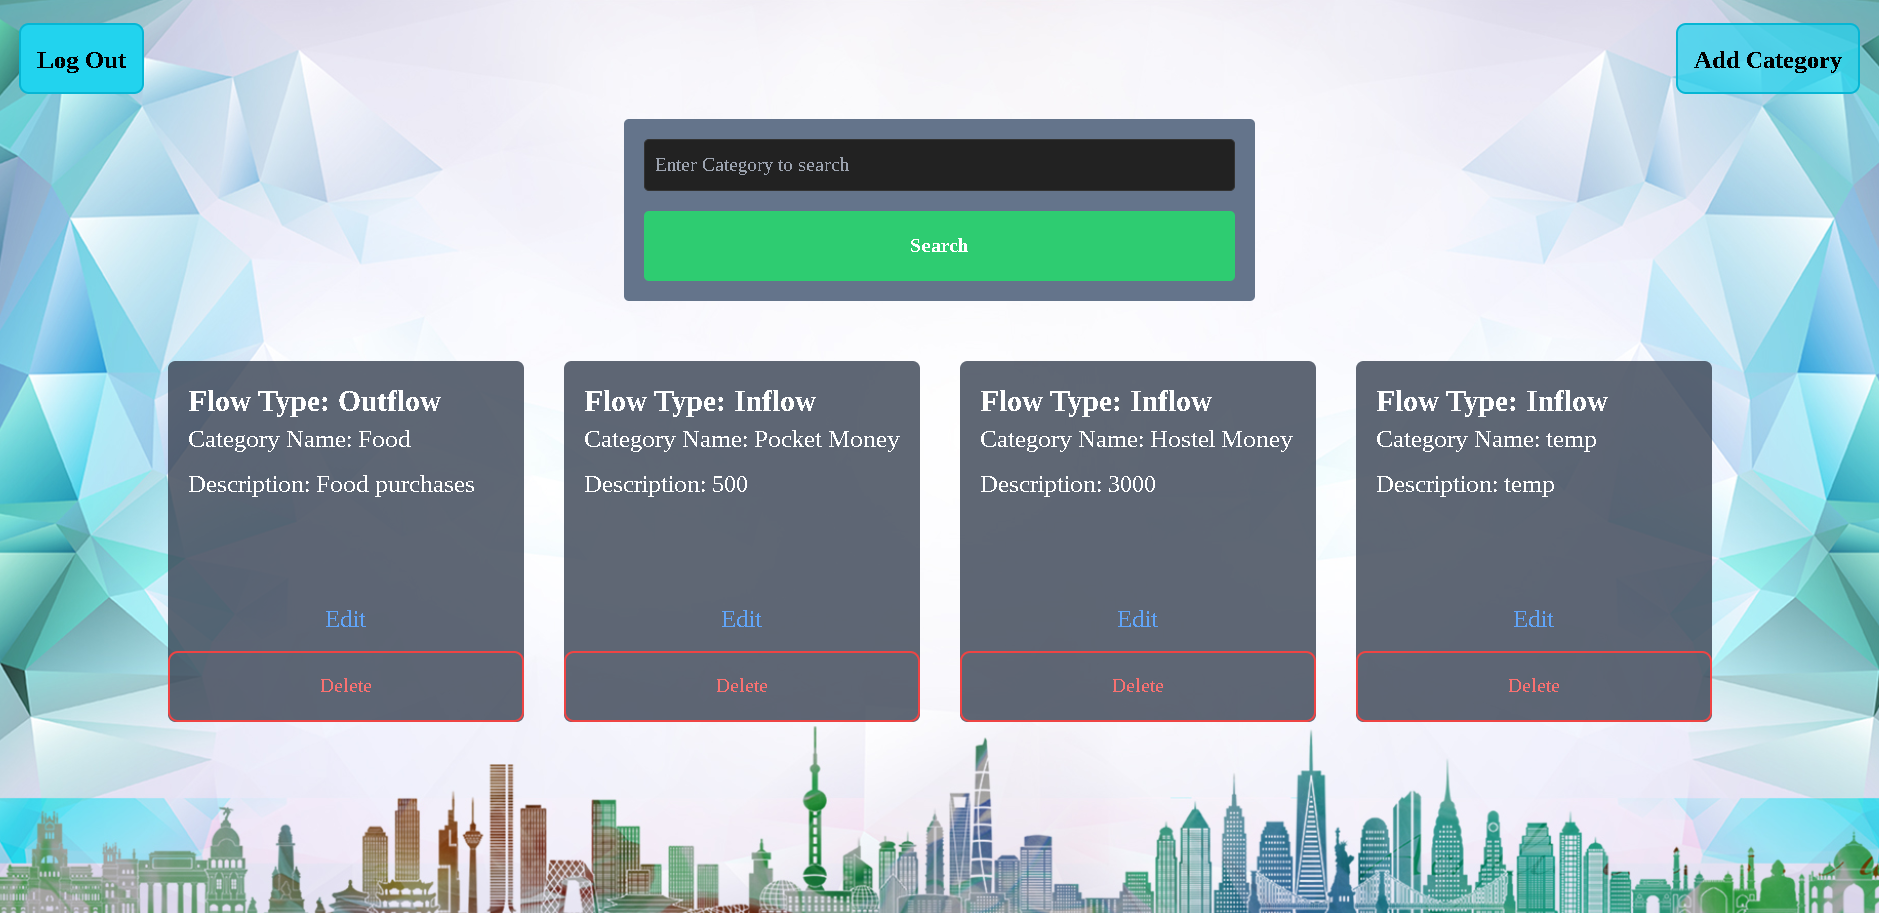 Log Out
Add Category
Enter Category to search
Search
Flow Type: Outflow
Category Name: Food
Description: Food purchases
Edit
Delete
Flow Type: Inflow
Category Name: Pocket Money
Description: 500
Edit
Delete
Flow Type: Inflow
Category Name: Hostel Money
Description: 3000
Edit
Delete
Flow Type: Inflow
Category Name: temp
Description: temp
Edit
Delete